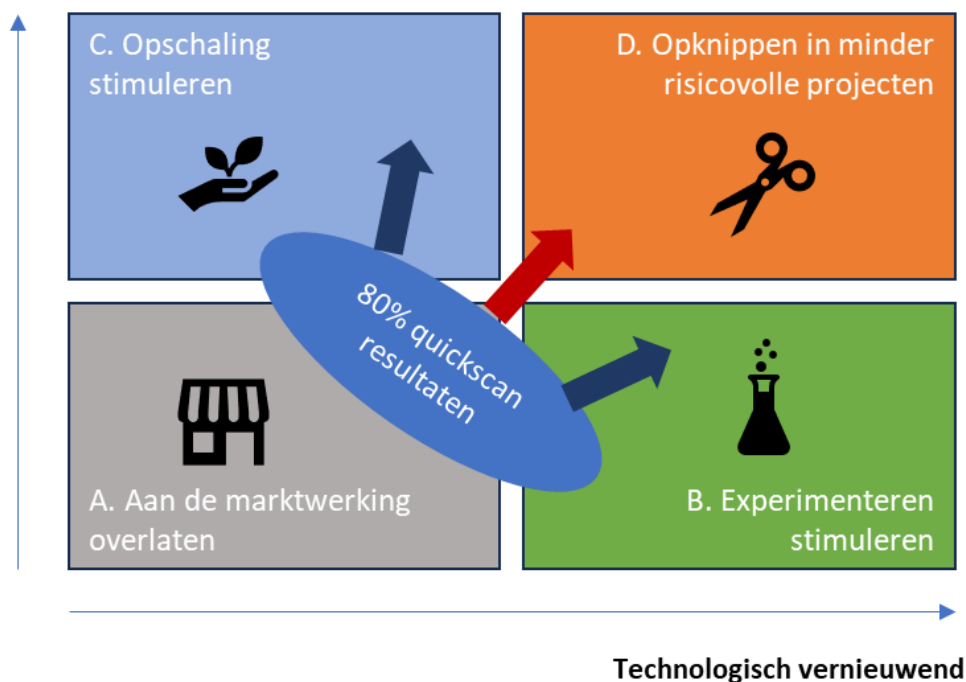 C. Opschaling
stimuleren
D. Opknippen in minder
risicovolle projecten
80% quickscan
resultaten
A. Aan de marktwerking
overlaten
B. Experimenteren
stimuleren
Technologisch vernieuwend